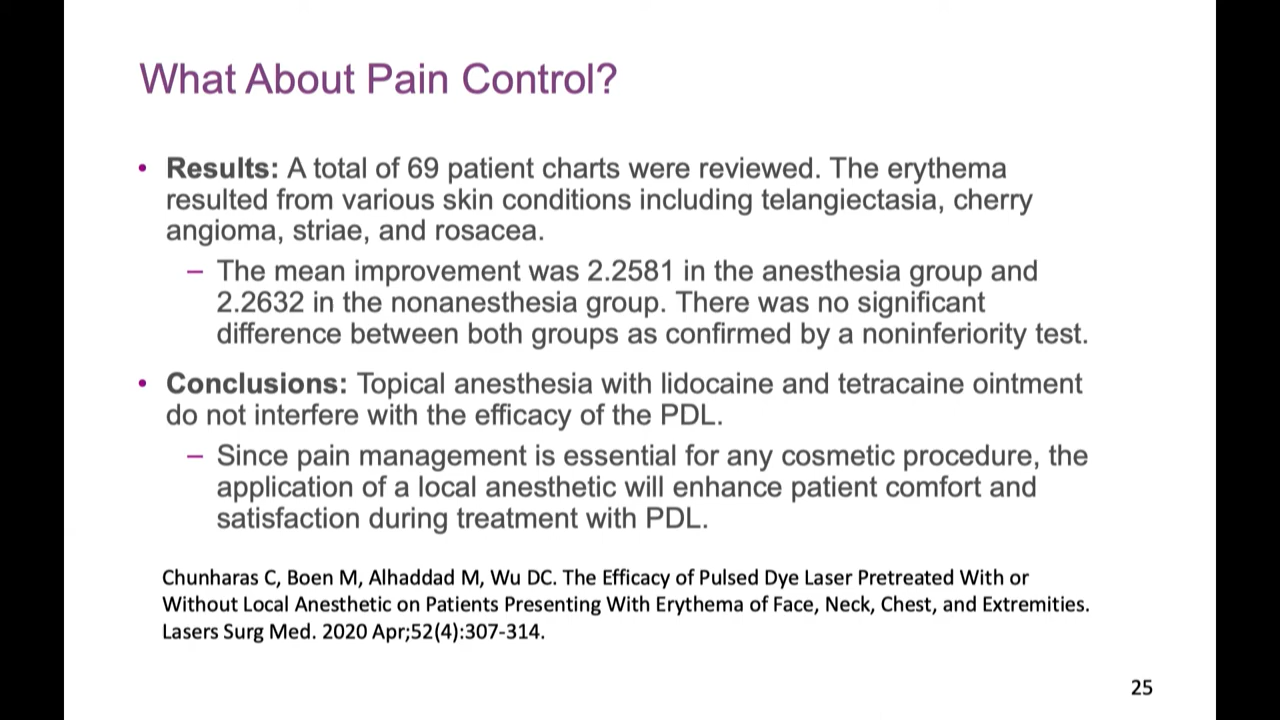 What About Pain Control?
• Results: A total of 69 patient charts were reviewed. The erythema
resulted from various skin conditions including telangiectasia, cherry
angioma, striae, and rosacea.
– The mean improvement was 2.2581 in the anesthesia group and
2.2632 in the nonanesthesia group. There was no significant
difference between both groups as confirmed by a noninferiority test.
• Conclusions: Topical anesthesia with lidocaine and tetracaine ointment
do not interfere with the efficacy of the PDL.
– Since pain management is essential for any cosmetic procedure, the
application of a local anesthetic will enhance patient comfort and
satisfaction during treatment with PDL.
Chunharas C, Boen M, Alhaddad M, Wu DC. The Efficacy of Pulsed Dye Laser Pretreated With or
Without Local Anesthetic on Patients Presenting With Erythema of Face, Neck, Chest, and Extremities.
Lasers Surg Med. 2020 Apr;52(4):307-314.
25